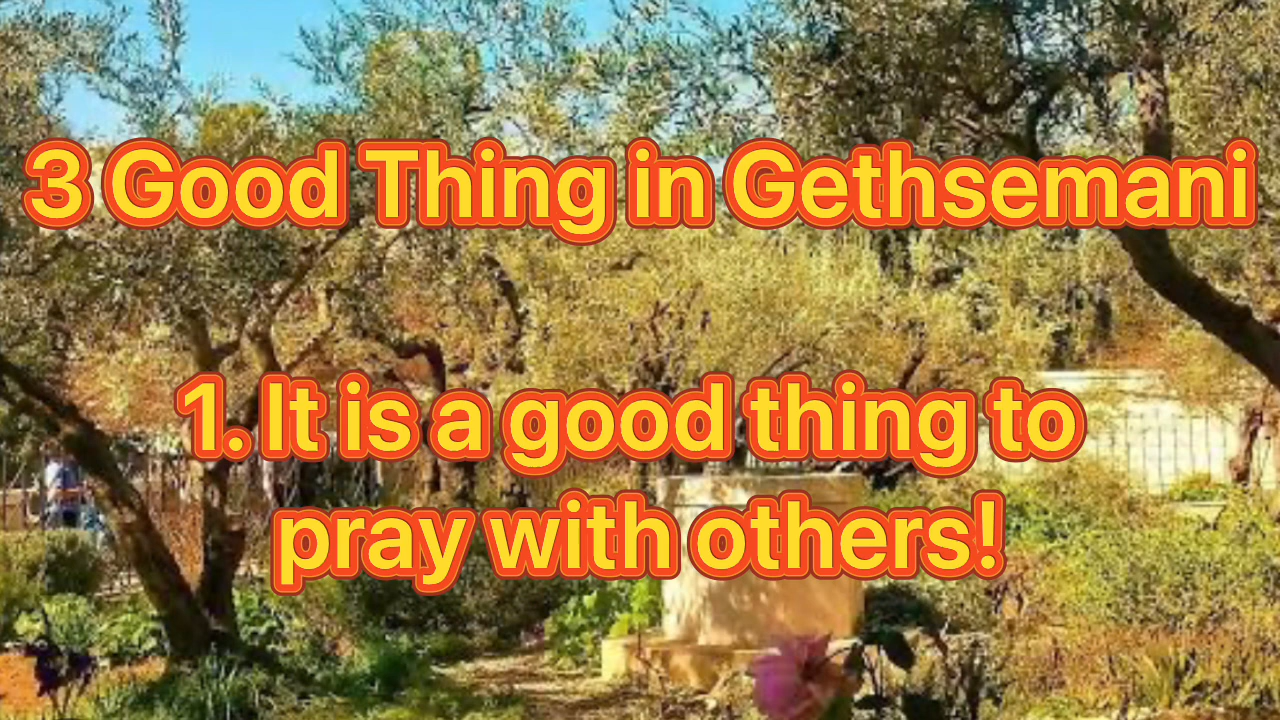 3 Good Thing in Gethsemani
1. It is a good thing to
pray with others!